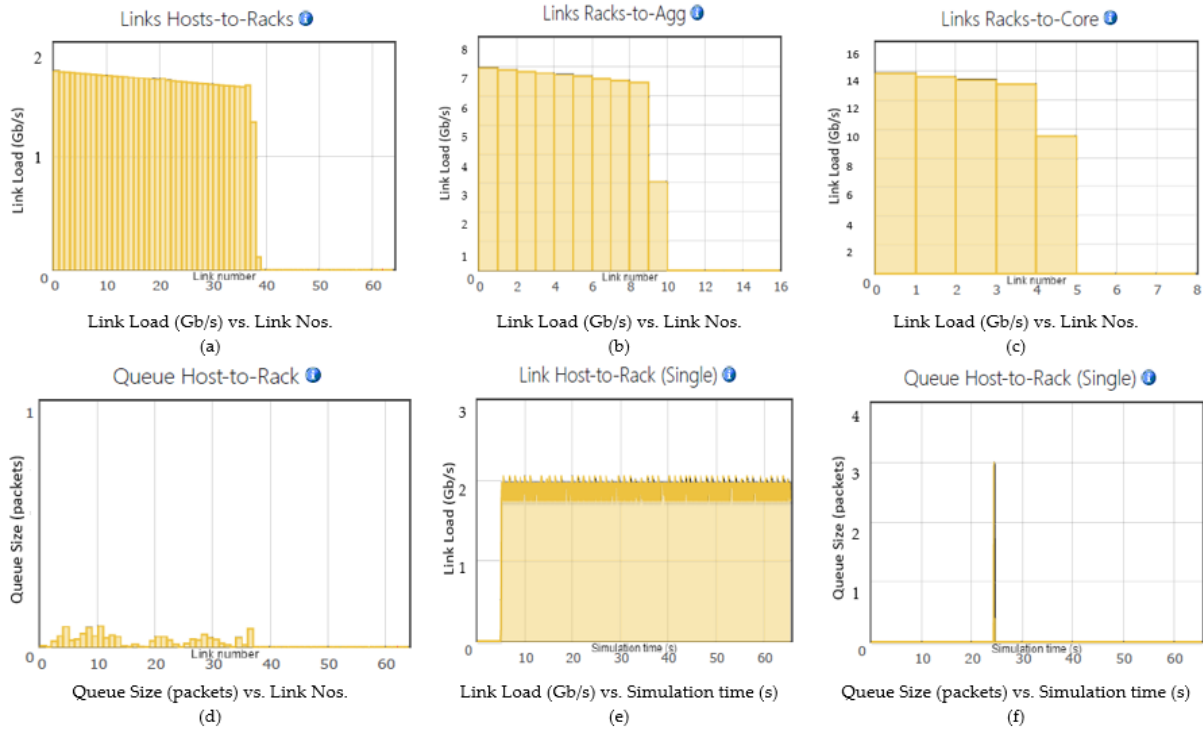 Links Hosts-to-Racks
Link Load (Gb/s)
2
1
0
0 10 20 30 40 50 60
Link number
Link Load (Gb/s) vs. Link Nos.
(a)
Links Racks-to-Agg
Link Load (Gb/s)
8
7
6
5
4
3
2
1
0
0 2 4 6 8 10 12 14 16
Link number
Link Load (Gb/s) vs. Link Nos.
(b)
Links Racks-to-Core
Link Load (Gb/s)
16
14
12
10
8
6
4
2
0
0 1 2 3 4 5 6 7 8
Link number
Link Load (Gb/s) vs. Link Nos.
(c)
Queue Host-to-Rack
Queue Size (packets)
1
0
0 10 20 30 40 50 60
Link number
Queue Size (packets) vs. Link Nos.
(d)
Link Host-to-Rack (Single)
Link Load (Gb/s)
3
2
1
0
10 20 30 40 50 60
Simulation time (s)
Link Load (Gb/s) vs. Simulation time (s)
(e)
Queue Host-to-Rack (Single)
Queue Size (packets)
4
3
2
1
0
10 20 30 40 50 60
Simulation time (s)
Queue Size (packets) vs. Simulation time (s)
(f)